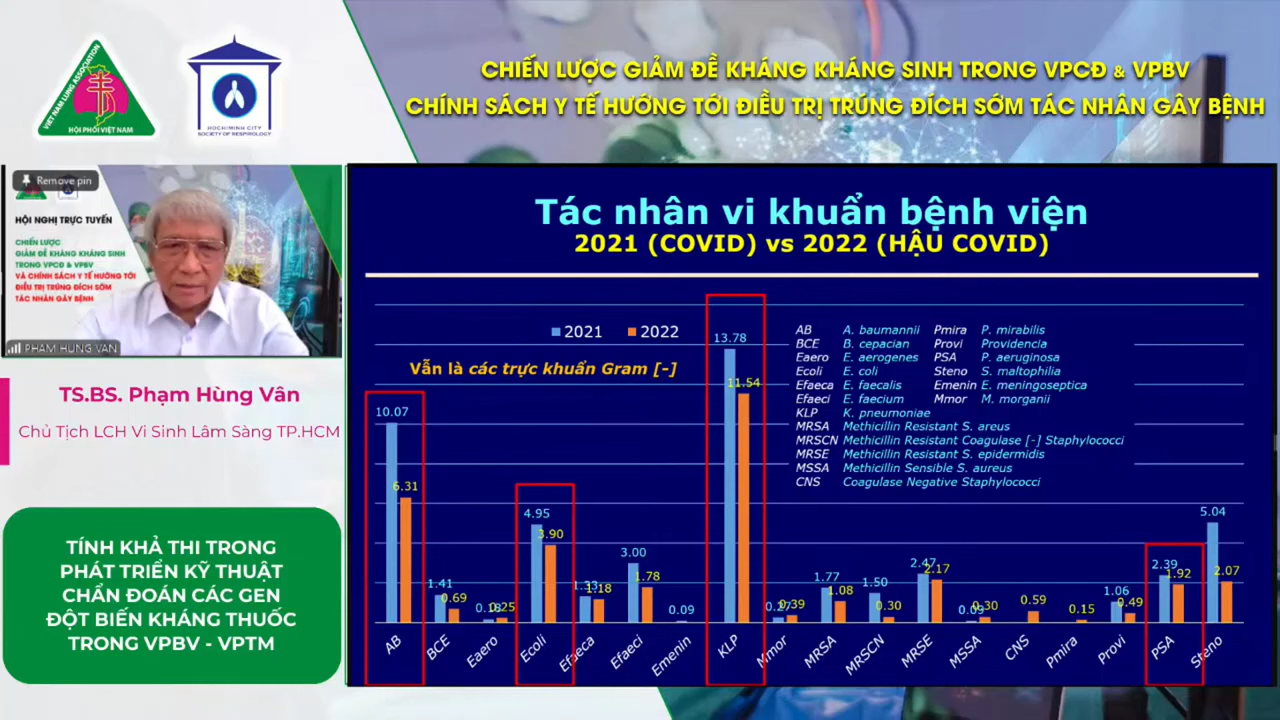 VIET NAM LUNG ASSOCIATION
HỘI PHỔI VIỆT NAM
HOCHIMINH CITY
SOCIETY OF RESPIROLOGY
CHIẾN LƯỢC GIẢM ĐỀ KHÁNG KHÁNG SINH TRONG VPCĐ & VPBV
CHÍNH SÁCH Y TẾ HƯỚNG TỚI ĐIỀU TRỊ TRÚNG ĐÍCH SỚM TÁC NHÂN GÂY BỆNH
Remove pin
HỘI NGHỊ TRỰC TUYẾN
CHIẾN LƯỢC
GIẢM ĐỀ KHÁNG KHÁNG SINH
TRONG VPCĐ & VPBV
VÀ CHÍNH SÁCH Y TẾ HƯỚNG TỚI
ĐIỀU TRỊ TRÚNG ĐÍCH SỚM
TÁC NHÂN GÂY BỆNH
PHAM HUNG VAN
TS.BS. Phạm Hùng Vân
Chủ Tịch LCH Vi Sinh Lâm Sàng TP.HCM
TÍNH KHẢ THI TRONG
PHÁT TRIỂN KỸ THUẬT
CHẨN ĐOÁN CÁC GEN
ĐỘT BIẾN KHÁNG THUỐC
TRONG VPBV - VPTM
Tác nhân vi khuẩn bệnh viện
2021 (COVID) vs 2022 (HẬU COVID)
2021 2022
Vẫn là các trực khuẩn Gram [-]
AB A. baumannii Pmira P. mirabilis
BCE B. cepacian Provi Providencia
Eaero E. aerogenes PSA P. aeruginosa
Ecoli E. coli Steno S. maltophilia
Efaeca E. faecalis Emenin E. meningoseptica
Efaeci E. faecium Mmor M. morganii
KLP K. pneumoniae
MRSA Methicillin Resistant S. areus
MRSCN Methicillin Resistant Coagulase [-] Staphylococci
MRSE Methicillin Resistant S. epidermidis
MSSA Methicillin Sensible S. aureus
CNS Coagulase Negative Staphylococci
10.07 1.41 0.18 4.95 1.33 3.00 0.09 13.78 0.27 1.77 1.50 2.47 0.09 1.06 2.39 5.04
6.31 0.69 0.25 3.90 1.18 1.78 11.54 0.39 1.08 0.30 2.17 0.30 0.59 0.15 0.49 1.92 2.07
AB BCE Eaero Ecoli Efaeca Efaeci Emenin KLP Mmor MRSA MRSCN MRSE MSSA CNS Pmira Provi PSA Steno